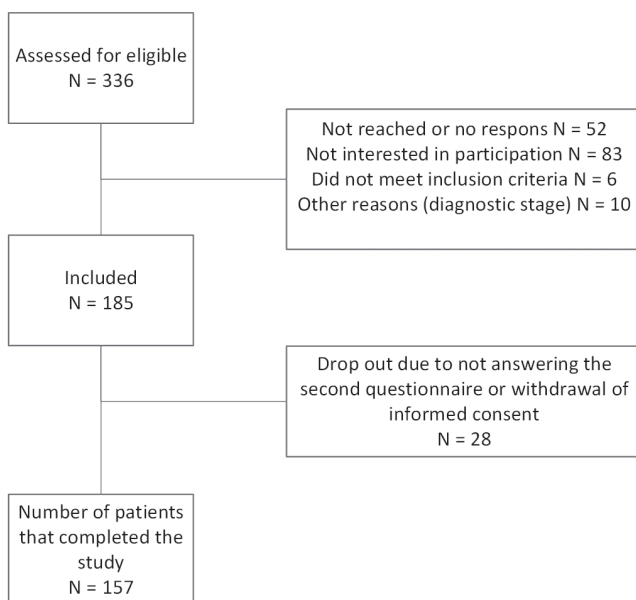 Assessed for eligible
N = 336
Not reached or no respons N = 52
Not interested in participation N = 83
Did not meet inclusion criteria N = 6
Other reasons (diagnostic stage) N = 10
Included
N = 185
Drop out due to not answering the
second questionnaire or withdrawal of
informed consent
N = 28
Number of patients
that completed the
study
N = 157